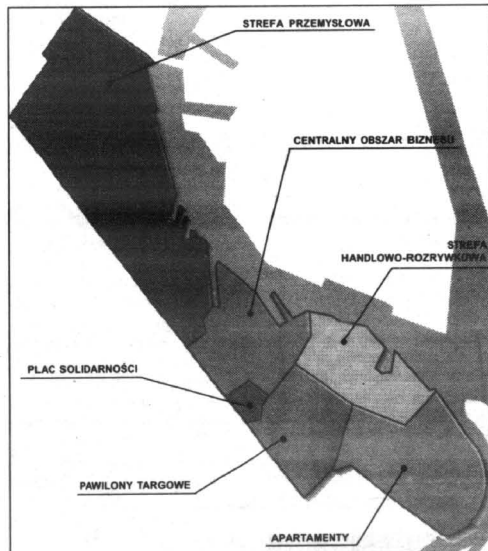 STREFA PRZEMYSŁOWA
CENTRALNY OBSZAR BIZNESU
STREFA
HANDLOWO-ROZRYWKOWA
PLAC SOLIDARNOŚCI
PAWILONY TARGOWE
APARTAMENTY